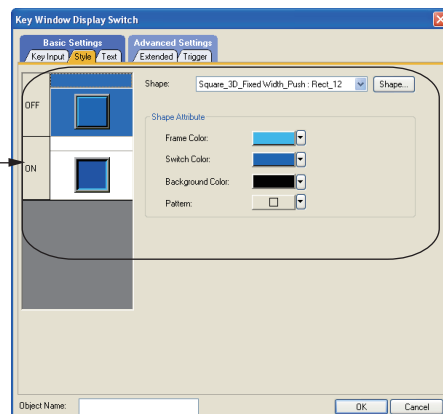 Key Window Display Switch
Basic Settings Advanced Settings
Key Input Style Text Extended Trigger
Shape: Square_3D_Fixed Width_Push : Rect_12 Shape...
OFF
Shape Attribute
Frame Color:
Switch Color:
ON
Background Color:
Pattern:
Object Name: OK Cancel